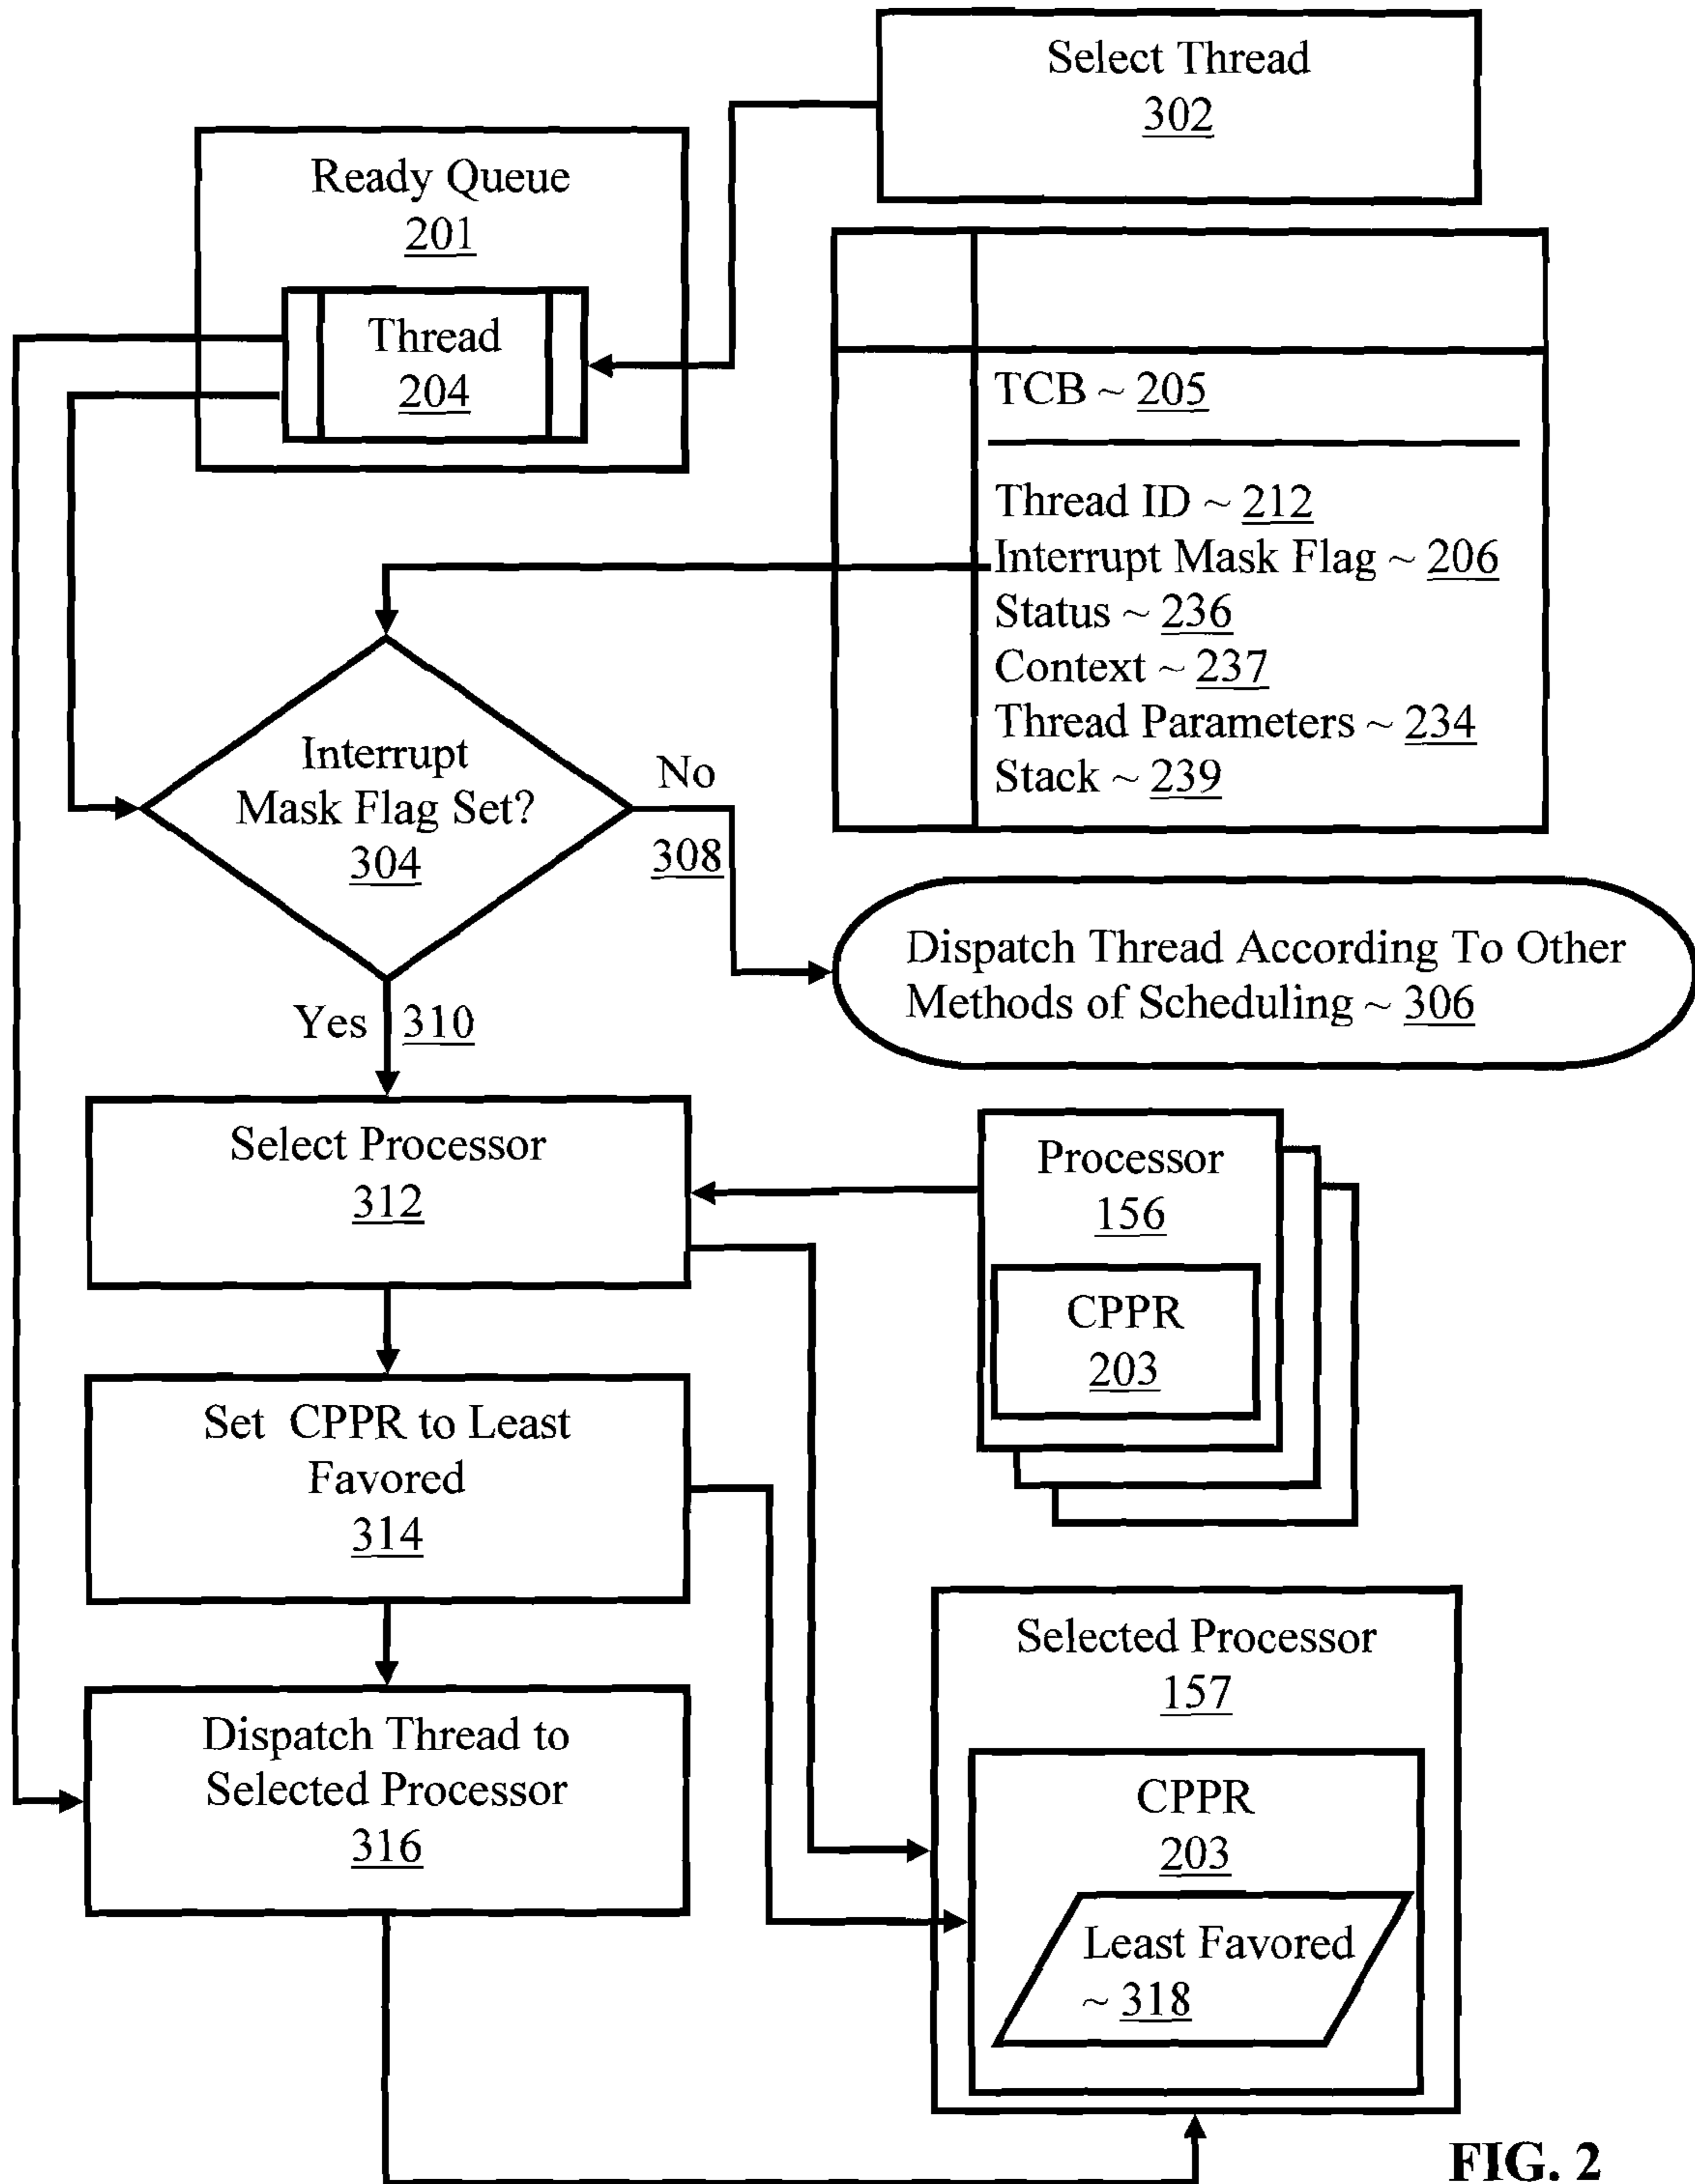 Select Thread
302
Ready Queue
201
Thread
204
TCB ~ 205
Thread ID ~ 212
Interrupt Mask Flag ~ 206
Status ~ 236
Context ~ 237
Thread Parameters ~ 234
Stack ~ 239
Interrupt
Mask Flag Set?
304
No
308
Dispatch Thread According To Other
Methods of Scheduling ~ 306
Yes 310
Select Processor
312
Processor
156
CPPR
203
Set CPPR to Least
Favored
314
Selected Processor
157
CPPR
203
Least Favored
~ 318
Dispatch Thread to
Selected Processor
316
FIG. 2